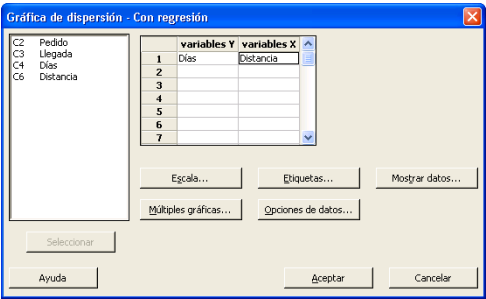 Gráfica de dispersión - Con regresión
C2 Pedido
C3 Llegada
C4 Días
C6 Distancia
variables Y variables X
1 Días Distancia
2
3
4
5
6
7
Escala... Etiquetas... Mostrar datos...
Múltiples gráficas... Opciones de datos...
Seleccionar
Ayuda Aceptar Cancelar